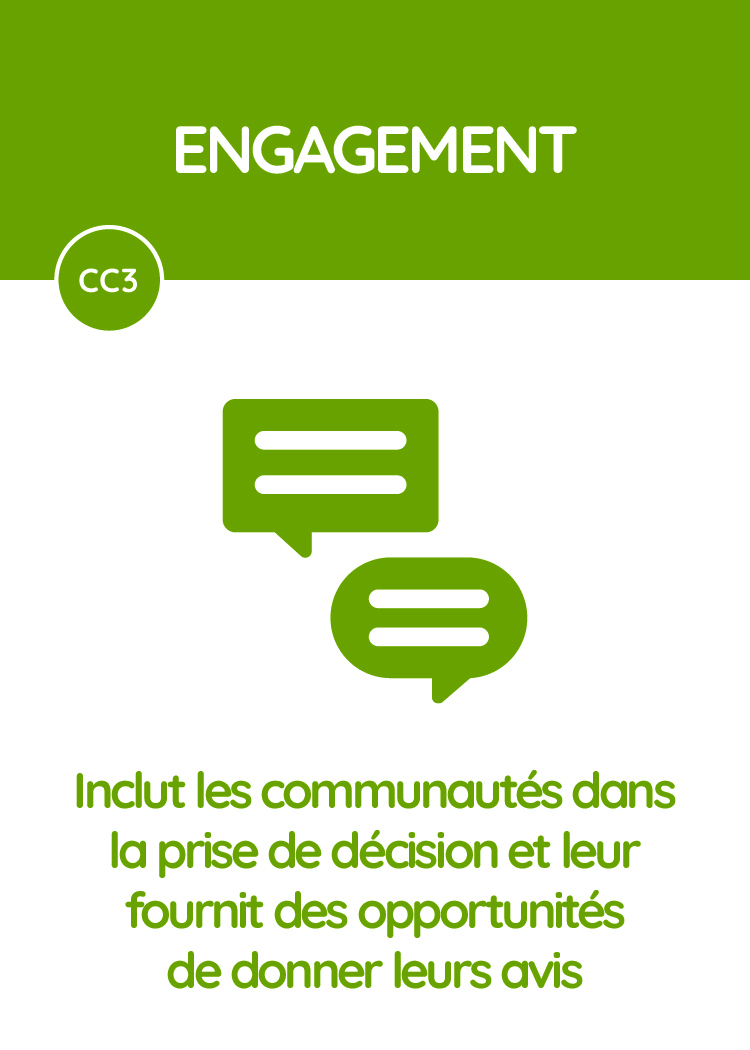 ENGAGEMENT
CC3
Inclut les communautés dans
la prise de décision et leur
fournit des opportunités
de donner leurs avis